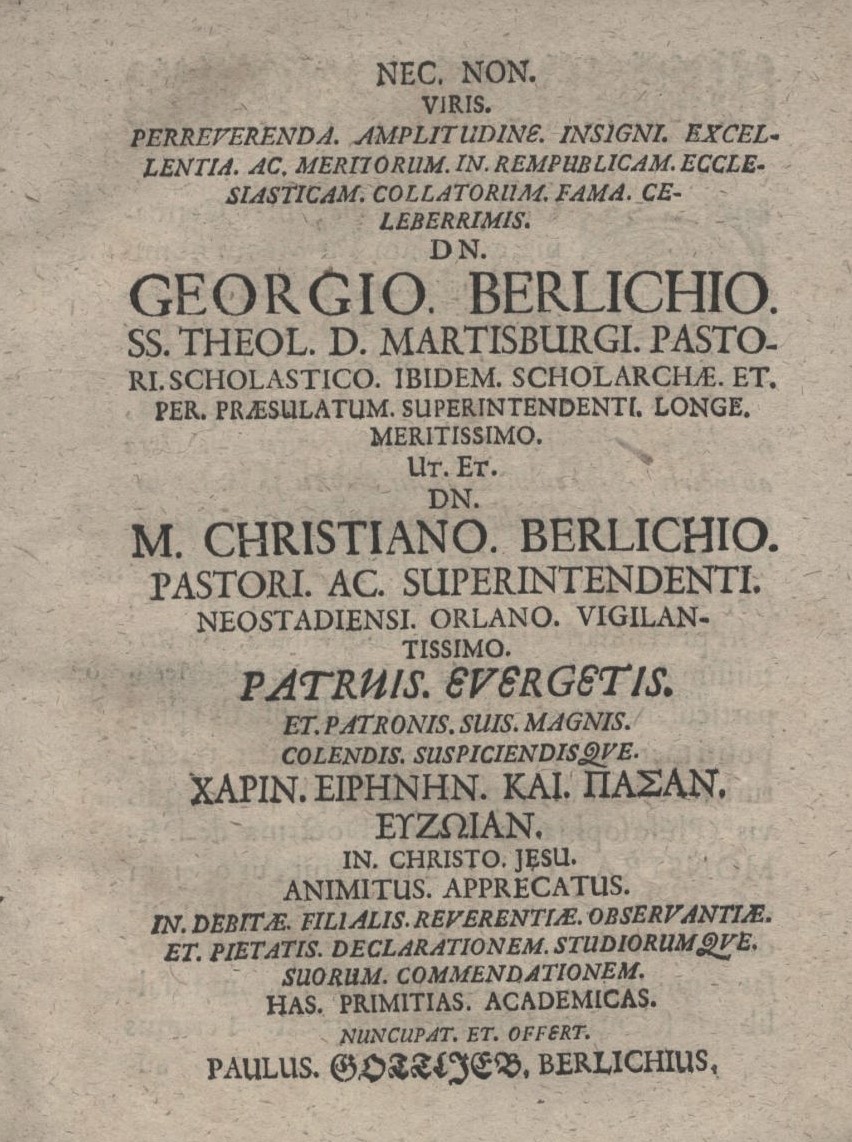 NEC. NON.
VIRIS.
PERREVERENDA. AMPLITUDINE. INSIGNI. EXCEL-
LENTIA. AC. MERITORUM. IN. REMPUBLICAM. ECCLE-
SIASTICAM. COLLATORUM. FAMA. CE-
LEBERRIMIS.
DN.
GEORGIO. BERLICHIO.
SS. THEOL. D. MARTISBURGI. PASTO-
RI. SCHOLASTICO. IBIDEM. SCHOLARCHÆ. ET.
PER. PRÆSULATUM. SUPERINTENDENTI. LONGE.
MERITISSIMO.
UT. ET.
DN.
M. CHRISTIANO. BERLICHIO.
PASTORI. AC. SUPERINTENDENTI.
NEOSTADIENSI. ORLANO. VIGILAN-
TISSIMO.
PATRUIS. EVERGETIS.
ET. PATRONIS. SUIS. MAGNIS.
COLENDIS. SUSPICIENDISQVE.
ΧΑΡΙΝ. ΕΙΡΗΝΗΝ. ΚΑΙ. ΠΑΣΑΝ.
ΕΥΖΩΙΑΝ.
IN. CHRISTO. JESU.
ANIMITUS. APPRECATUS.
IN. DEBITÆ. FILIALIS. REVERENTIÆ. OBSERVANTIÆ.
ET. PIETATIS. DECLARATIONEM. STUDIORUMQVE.
SUORUM. COMMENDATIONEM.
HAS. PRIMITIAS. ACADEMICAS.
NUNCUPAT. ET. OFFERT.
PAULUS. GOTTLJEB. BERLICHIUS.